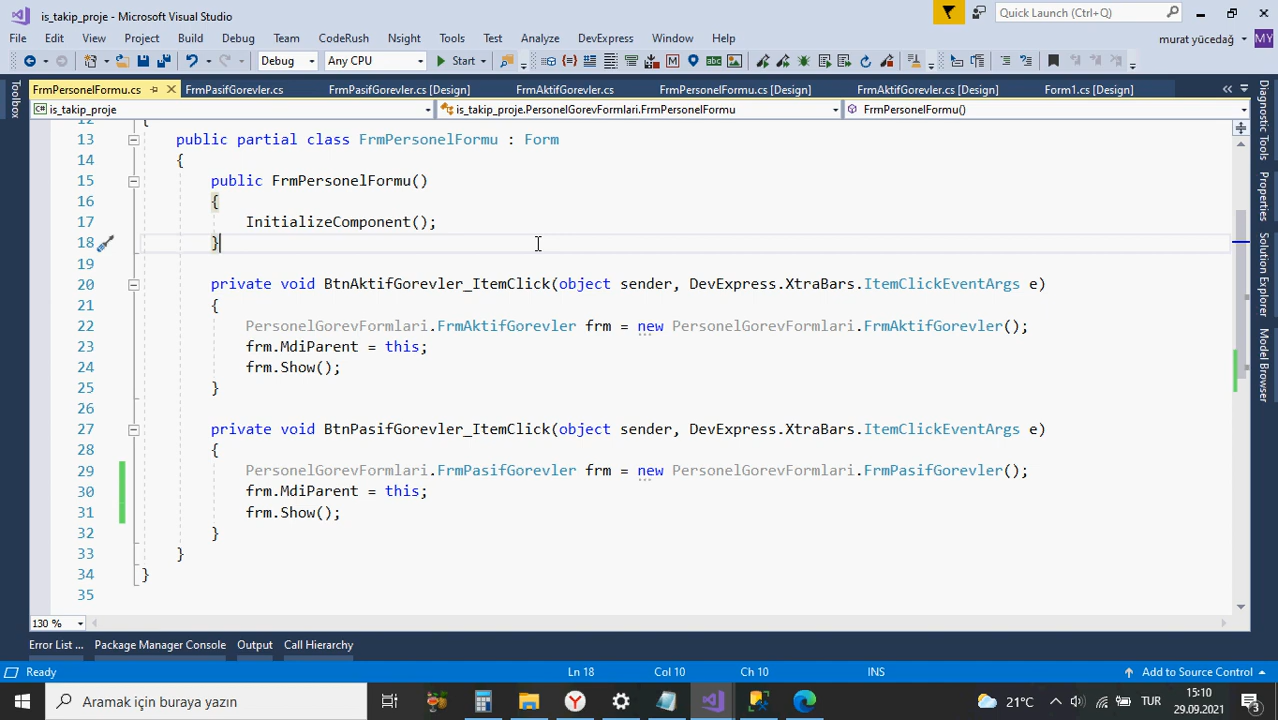 is_takip_proje - Microsoft Visual Studio
Quick Launch (Ctrl+Q)
File Edit View Project Build Debug Team CodeRush Nsight Tools Test Analyze DevExpress Window Help
murat yücedağ MY
Debug Any CPU Start
FrmPersonelFormu.cs FrmPasifGorevler.cs FrmPasifGorevler.cs [Design] FrmAktifGorevler.cs FrmPersonelFormu.cs [Design] FrmAktifGorevler.cs [Design] Form1.cs [Design]
is_takip_proje is_takip_proje.PersonelGorevFormlari.FrmPersonelFormu FrmPersonelFormu()
Toolbox
Diagnostic Tools
Properties
Solution Explorer
Model Browser
12 {
13 public partial class FrmPersonelFormu : Form
14 {
15 public FrmPersonelFormu()
16 {
17 InitializeComponent();
18 }
19
20 private void BtnAktifGorevler_ItemClick(object sender, DevExpress.XtraBars.ItemClickEventArgs e)
21 {
22 PersonelGorevFormlari.FrmAktifGorevler frm = new PersonelGorevFormlari.FrmAktifGorevler();
23 frm.MdiParent = this;
24 frm.Show();
25 }
26
27 private void BtnPasifGorevler_ItemClick(object sender, DevExpress.XtraBars.ItemClickEventArgs e)
28 {
29 PersonelGorevFormlari.FrmPasifGorevler frm = new PersonelGorevFormlari.FrmPasifGorevler();
30 frm.MdiParent = this;
31 frm.Show();
32 }
33 }
34 }
35
130 %
Error List ... Package Manager Console Output Call Hierarchy
Ready Ln 18 Col 10 Ch 10 INS Add to Source Control
Aramak için buraya yazın
21°C TUR 15:10
29.09.2021
3